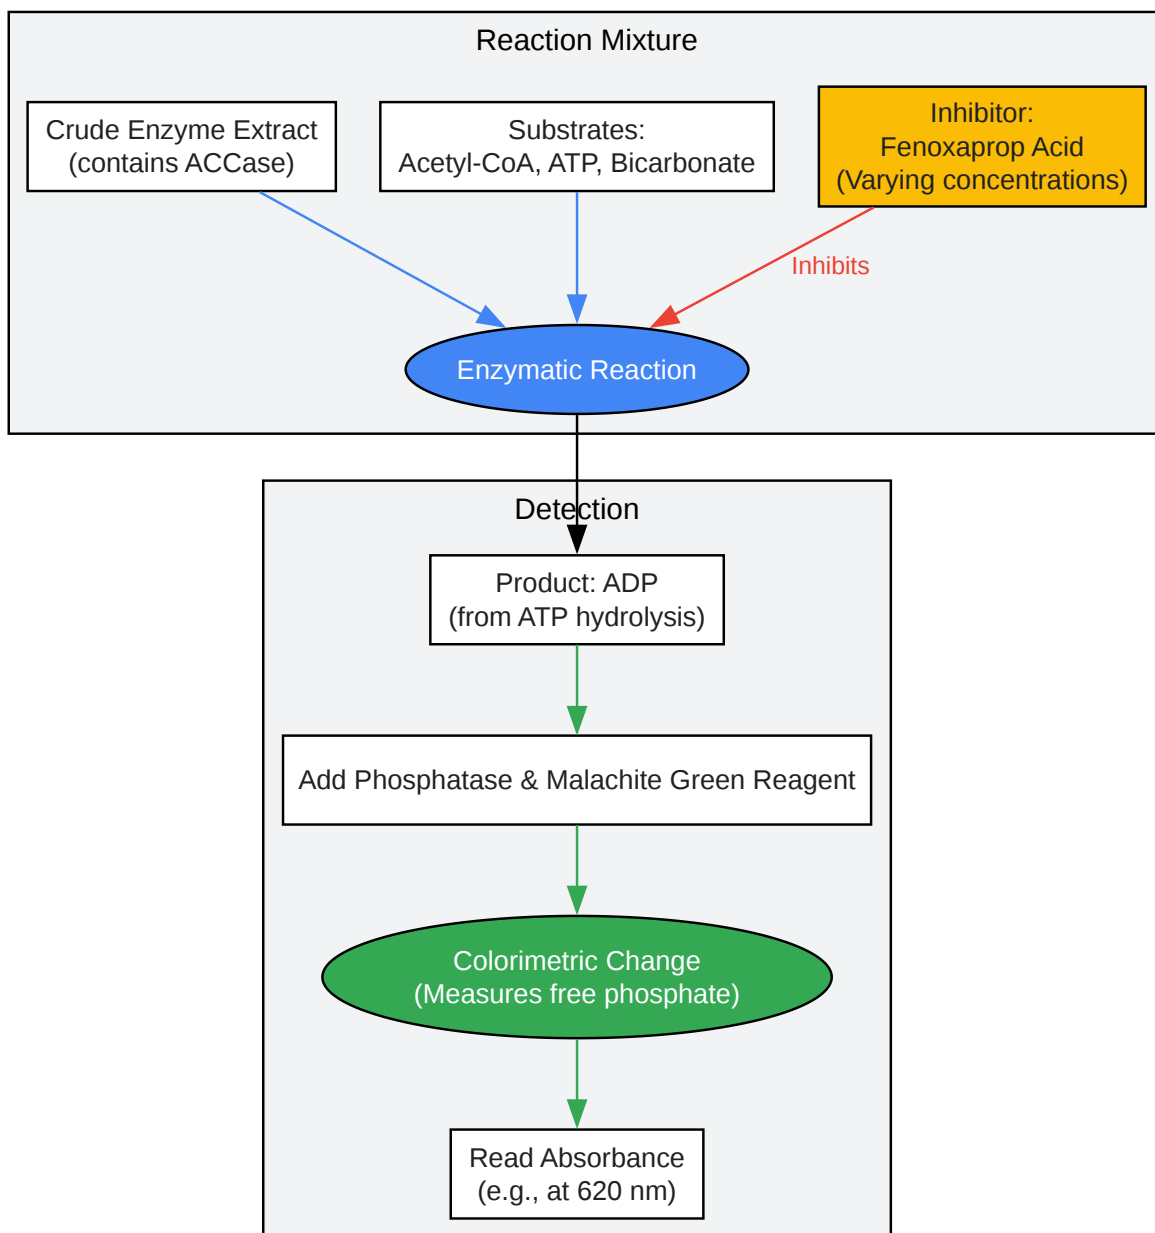 Reaction Mixture
Crude Enzyme Extract
(contains ACCase)
Substrates:
Acetyl-CoA, ATP, Bicarbonate
Inhibitor:
Fenoxaprop Acid
(Varying concentrations)
Inhibits
Enzymatic Reaction
Detection
Product: ADP
(from ATP hydrolysis)
Add Phosphatase & Malachite Green Reagent
Colorimetric Change
(Measures free phosphate)
Read Absorbance
(e.g., at 620 nm)